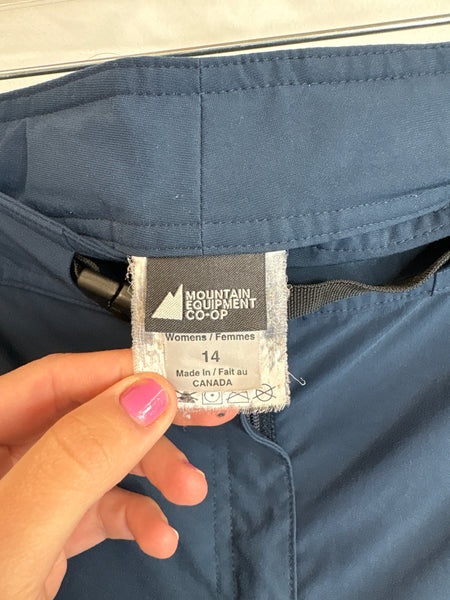 MOUNTAIN
EQUIPMENT
CO-OP
Womens / Femmes
14
Made In / Fait au
CANADA